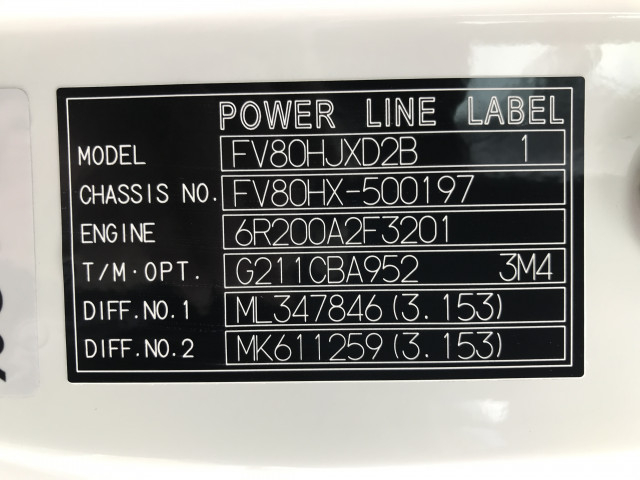 POWER LINE LABEL
MODEL FV80HJXD2B 1
CHASSIS NO. FV80HX-500197
ENGINE 6R200A2F3201
T/M·OPT. G211CBA952 3M4
DIFF.NO.1 ML347846(3.153)
DIFF.NO.2 MK611259(3.153)